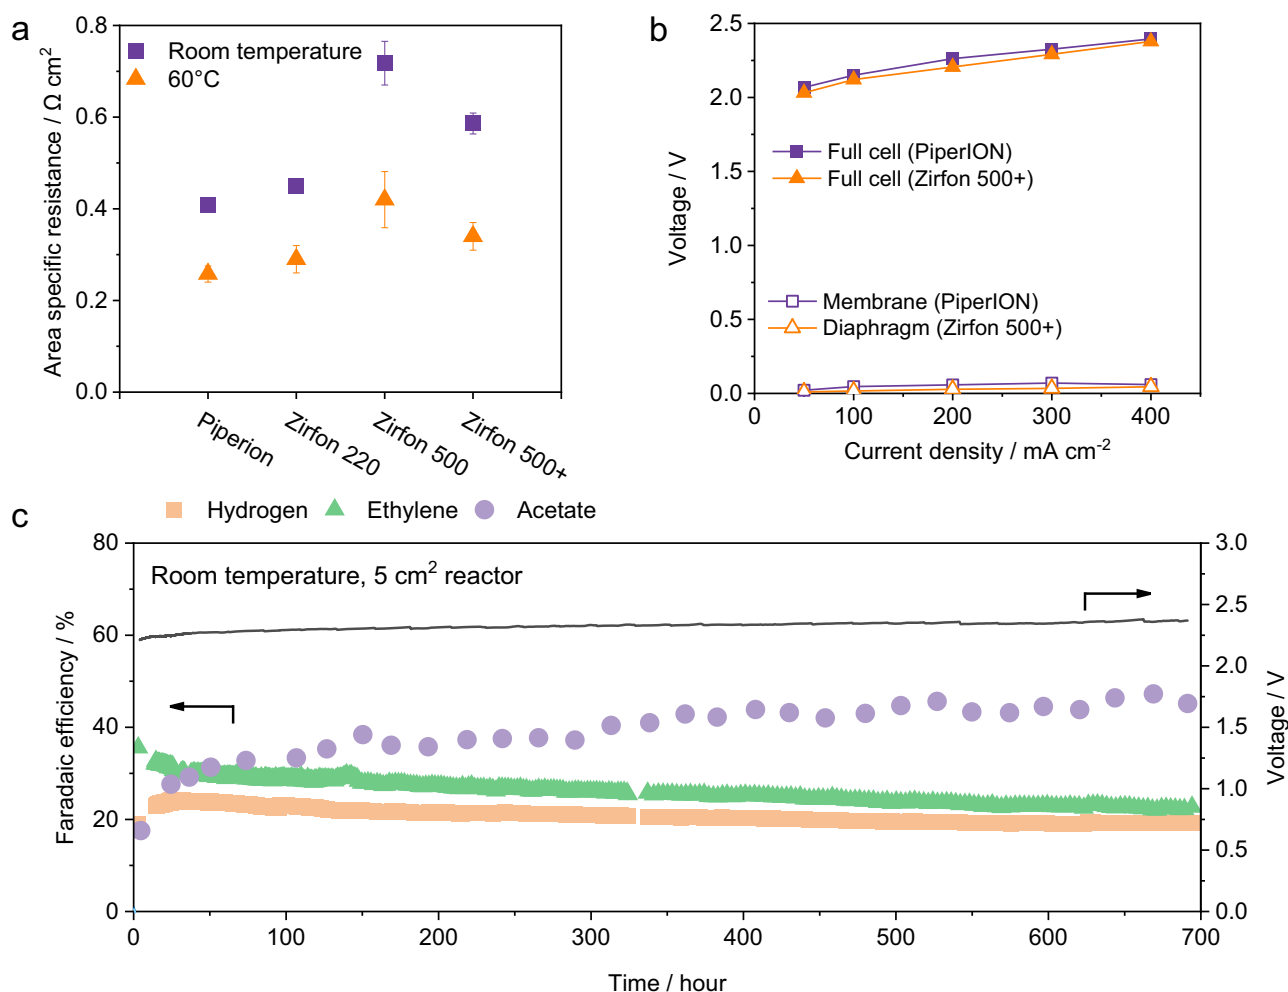 a
Area specific resistance / Ω cm²
0.8
0.6
0.4
0.2
0.0
Room temperature
60°C
Piperion
Zirfon 220
Zirfon 500
Zirfon 500+
b
Voltage / V
2.5
2.0
1.5
1.0
0.5
0.0
Full cell (PiperION)
Full cell (Zirfon 500+)
Membrane (PiperION)
Diaphragm (Zirfon 500+)
0 100 200 300 400
Current density / mA cm⁻²
c
Hydrogen Ethylene Acetate
Faradaic efficiency / %
80
60
40
20
0
Room temperature, 5 cm² reactor
3.0
2.5
2.0
1.5
1.0
0.5
0.0
Voltage / V
0 100 200 300 400 500 600 700
Time / hour